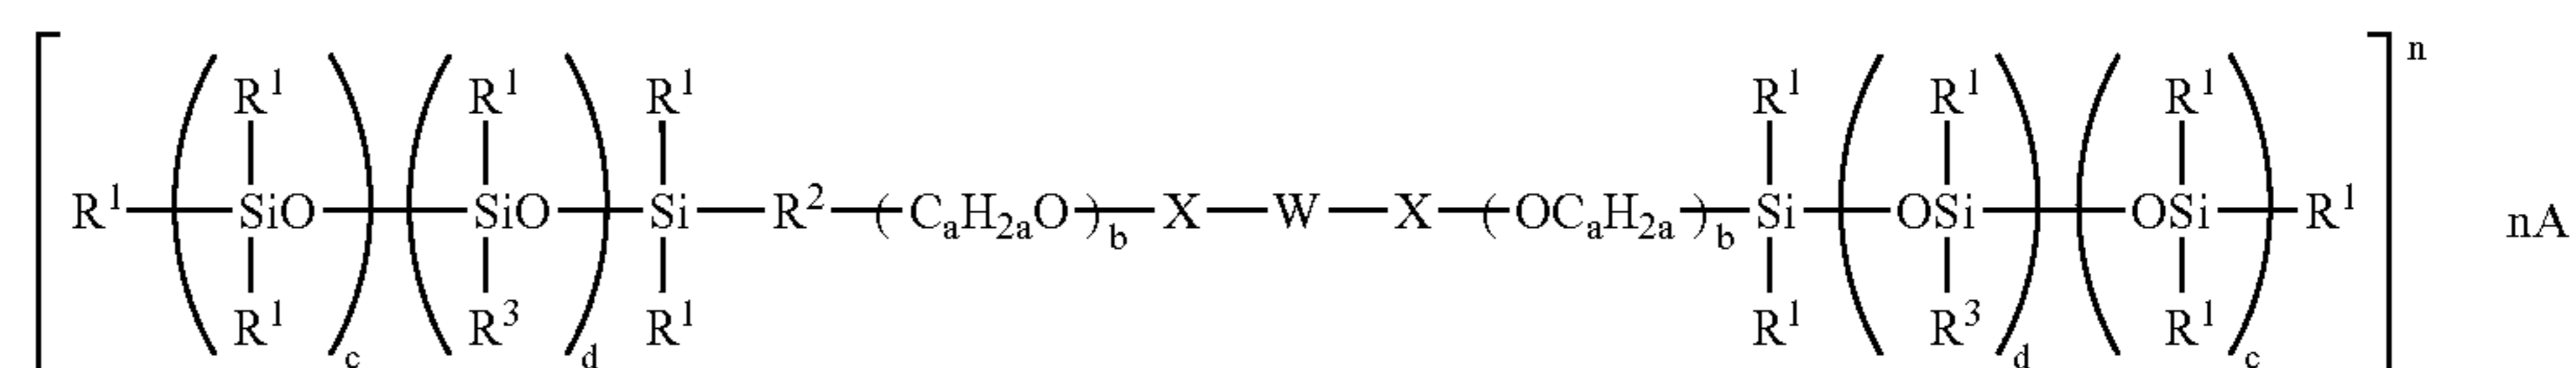 n
R¹ R¹ R¹ R¹ R¹ R¹
R¹ SiO SiO Si R² ( CₐH₂ₐO )b X W X ( OCₐH₂ₐ )b Si OSi OSi R¹ nA
R¹ R³ R¹ R¹ R³ R¹
c d d c